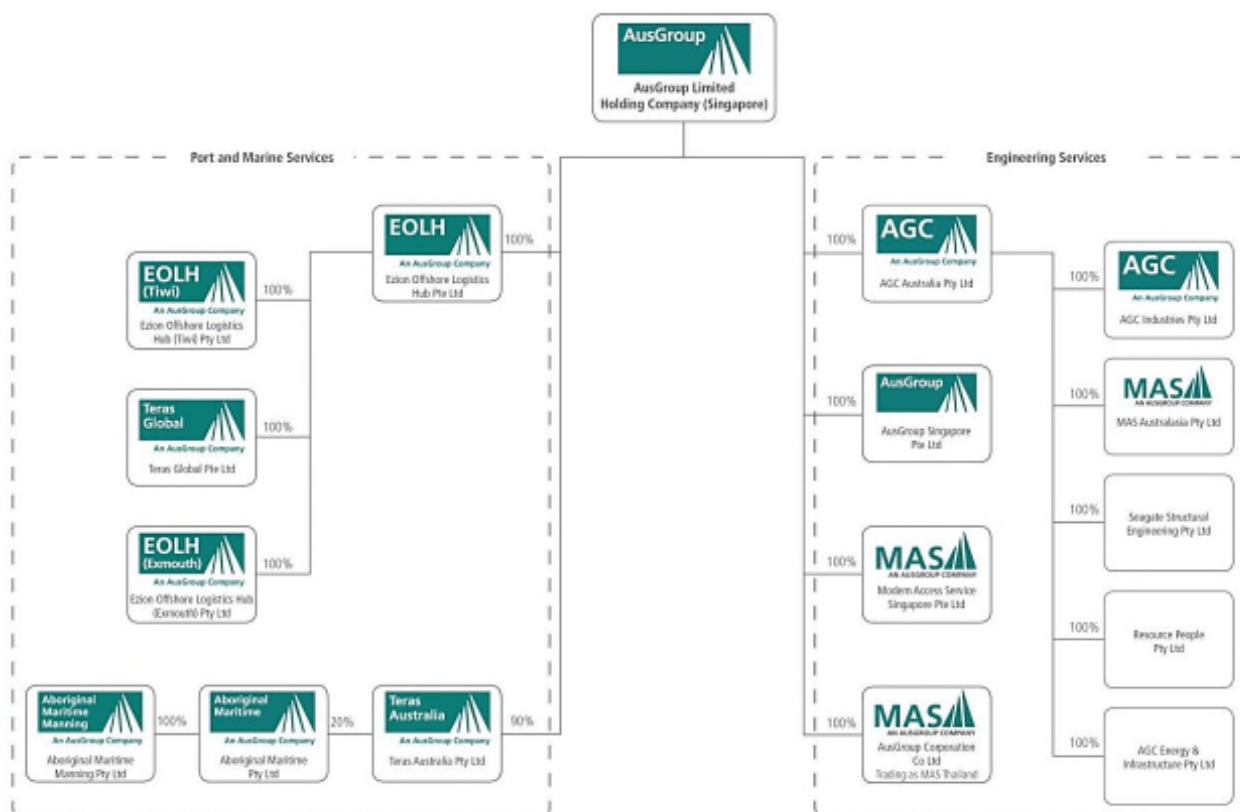 AusGroup
AusGroup Limited
Holding Company (Singapore)
Port and Marine Services
EOLH
An AusGroup Company
Ezion Offshore Logistics
Hub Pte Ltd
100%
EOLH
(Tiwi)
An AusGroup Company
Ezion Offshore Logistics
Hub (Tiwi) Pty Ltd
100%
Teras
Global
An AusGroup Company
Teras Global Pte Ltd
100%
EOLH
(Exmouth)
An AusGroup Company
Ezion Offshore Logistics Hub
(Exmouth) Pty Ltd
100%
Aboriginal
Maritime
Manning
An AusGroup Company
Aboriginal Maritime
Manning Pty Ltd
100%
Aboriginal
Maritime
An AusGroup Company
Aboriginal Maritime
Pty Ltd
20%
Teras
Australia
An AusGroup Company
Teras Australia Pty Ltd
90%
Engineering Services
100%
AGC
An AusGroup Company
AGC Australia Pty Ltd
100%
AusGroup
An AusGroup Company
AusGroup Singapore
Pte Ltd
100%
MAS
AN AUSGROUP COMPANY
Modern Access Service
Singapore Pte Ltd
100%
MAS
AN AUSGROUP COMPANY
AusGroup Corporation
Co Ltd
Trading as MAS Thailand
100%
AGC
An AusGroup Company
AGC Industries Pty Ltd
100%
MAS
AN AUSGROUP COMPANY
MAS Australasia Pty Ltd
100%
Seagate Structural
Engineering Pty Ltd
100%
Resource People
Pty Ltd
100%
AGC Energy &
Infrastructure Pty Ltd